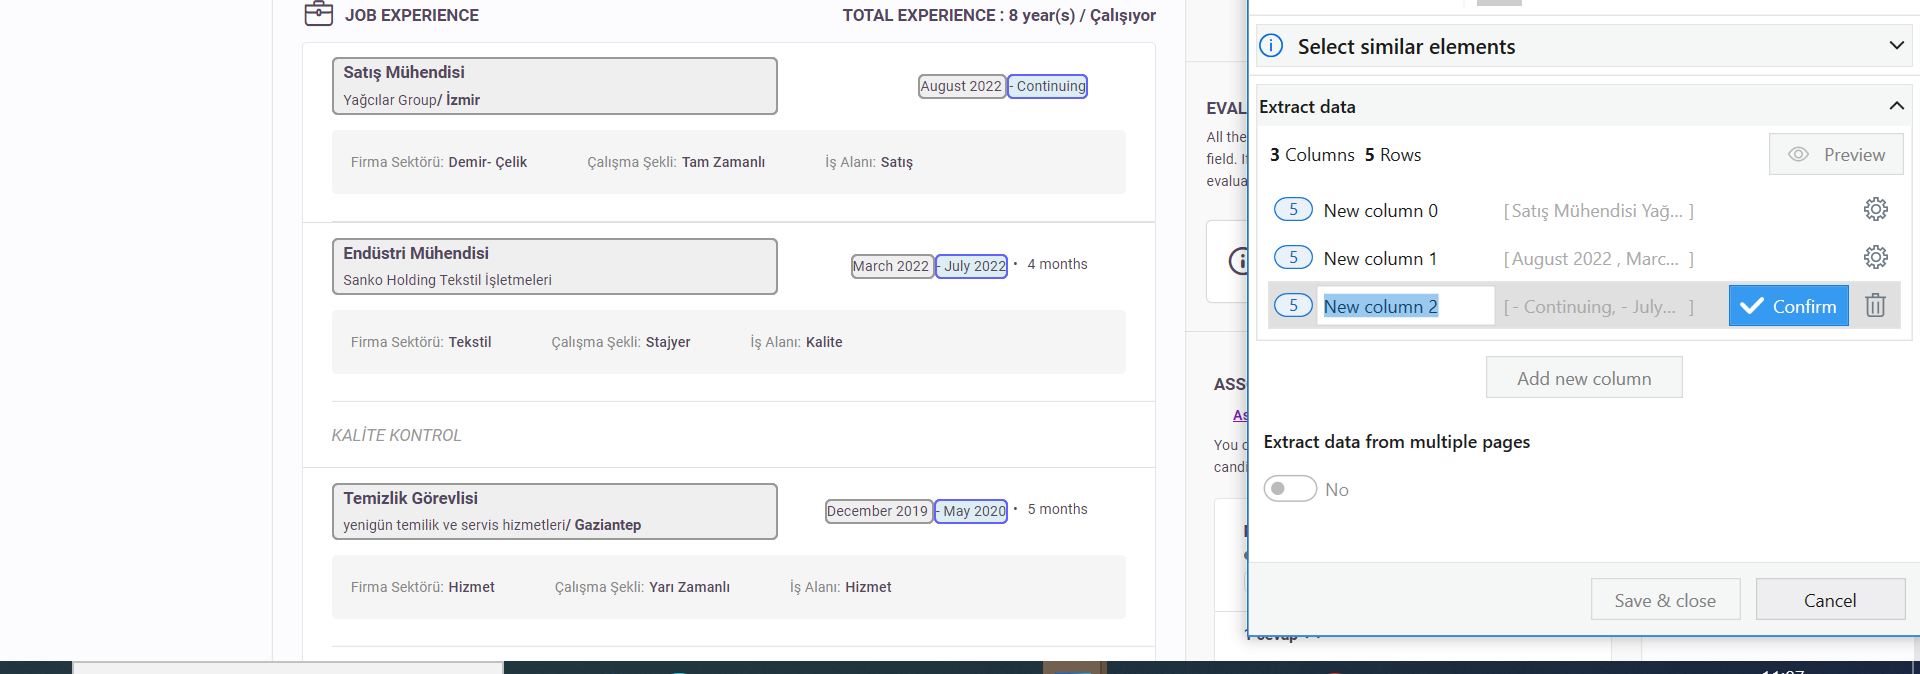 JOB EXPERIENCE
TOTAL EXPERIENCE : 8 year(s) / Çalışıyor
Satış Mühendisi
Yağcılar Group/ İzmir
August 2022 - Continuing
Firma Sektörü: Demir- Çelik Çalışma Şekli: Tam Zamanlı İş Alanı: Satış
Endüstri Mühendisi
Sanko Holding Tekstil İşletmeleri
March 2022 - July 2022 • 4 months
Firma Sektörü: Tekstil Çalışma Şekli: Stajyer İş Alanı: Kalite
KALİTE KONTROL
Temizlik Görevlisi
yenigün temilik ve servis hizmetleri/ Gaziantep
December 2019 - May 2020 • 5 months
Firma Sektörü: Hizmet Çalışma Şekli: Yarı Zamanlı İş Alanı: Hizmet
EVAL
All the
field. I
evalua
ASS
As
You c
candi
Select similar elements
Extract data
3 Columns 5 Rows
Preview
5 New column 0 [ Satış Mühendisi Yağ... ]
5 New column 1 [ August 2022 , Marc... ]
5 New column 2 [ - Continuing, - July... ] Confirm
Add new column
Extract data from multiple pages
No
Save & close
Cancel